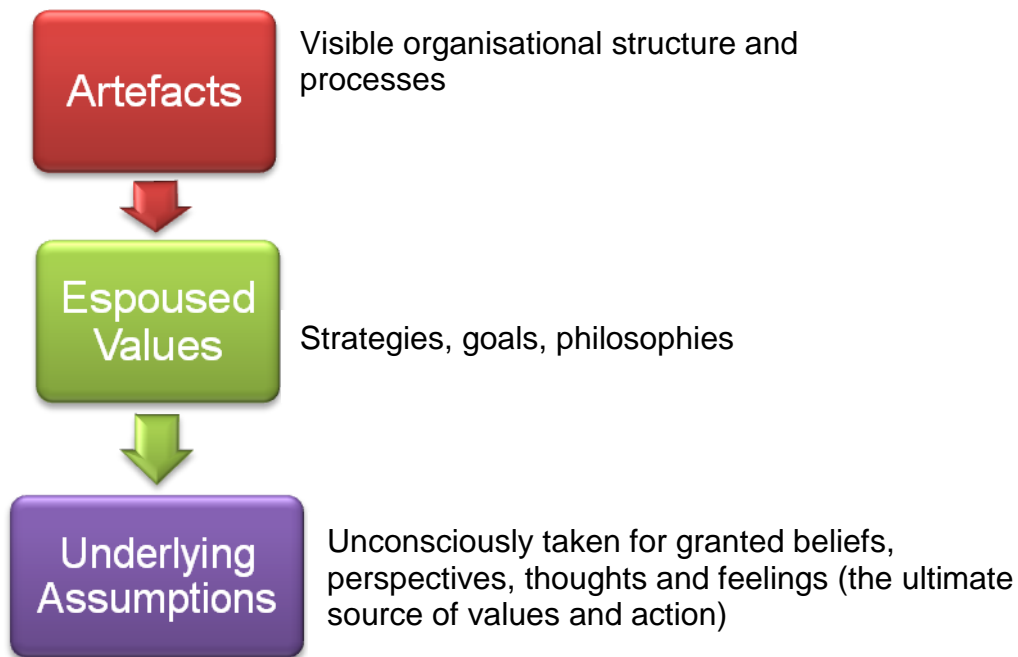 Artefacts
Visible organisational structure and
processes
Espoused
Values
Strategies, goals, philosophies
Underlying
Assumptions
Unconsciously taken for granted beliefs,
perspectives, thoughts and feelings (the ultimate
source of values and action)